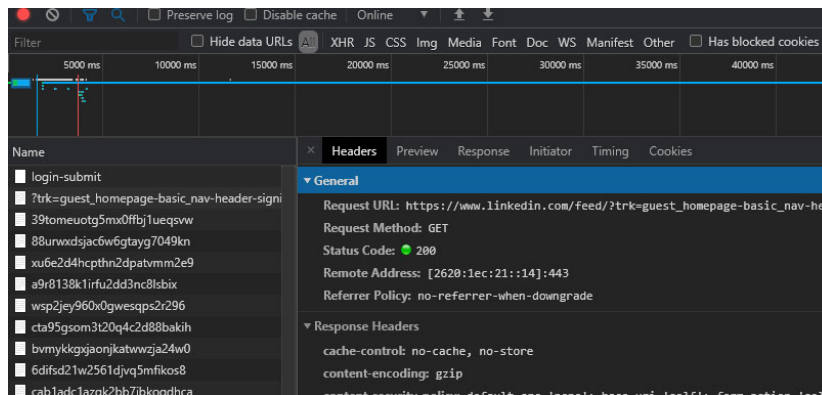 Preserve log Disable cache Online
Filter Hide data URLs All XHR JS CSS Img Media Font Doc WS Manifest Other Has blocked cookies
5000 ms 10000 ms 15000 ms 20000 ms 25000 ms 30000 ms 35000 ms 40000 ms
Name
login-submit
?trk=guest_homepage-basic_nav-header-signi
39tomeuotg5mx0ffbj1ueqsvw
88urwxdsjac6w6gtayg7049kn
xu6e2d4hcpthn2dpatvmm2e9
a9r8138k1irfu2dd3nc8lsbix
wsp2jey960x0gwesqps2r296
cta95gsom3t20q4c2d88bakih
bvmykkgxjaonjkatwwzja24w0
6difsd21w2561djvq5mfikos8
cab1adc1azgk2bb7ibkogdhca
Headers Preview Response Initiator Timing Cookies
General
Request URL: https://www.linkedin.com/feed/?trk=guest_homepage-basic_nav-he
Request Method: GET
Status Code: 200
Remote Address: [2620:1ec:21::14]:443
Referrer Policy: no-referrer-when-downgrade
Response Headers
cache-control: no-cache, no-store
content-encoding: gzip